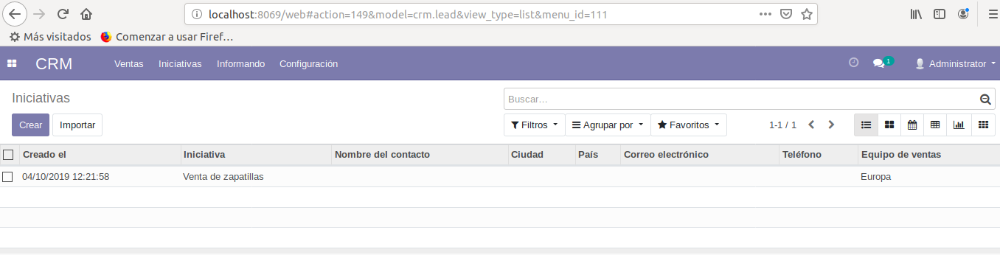 localhost:8069/web#action=149&model=crm.lead&view_type=list&menu_id=111
Más visitados Comenzar a usar Firef…
CRM Ventas Iniciativas Informando Configuración 1 Administrator
Iniciativas Buscar...
Crear Importar Filtros Agrupar por Favoritos 1-1 / 1
Creado el Iniciativa Nombre del contacto Ciudad País Correo electrónico Teléfono Equipo de ventas
04/10/2019 12:21:58 Venta de zapatillas Europa